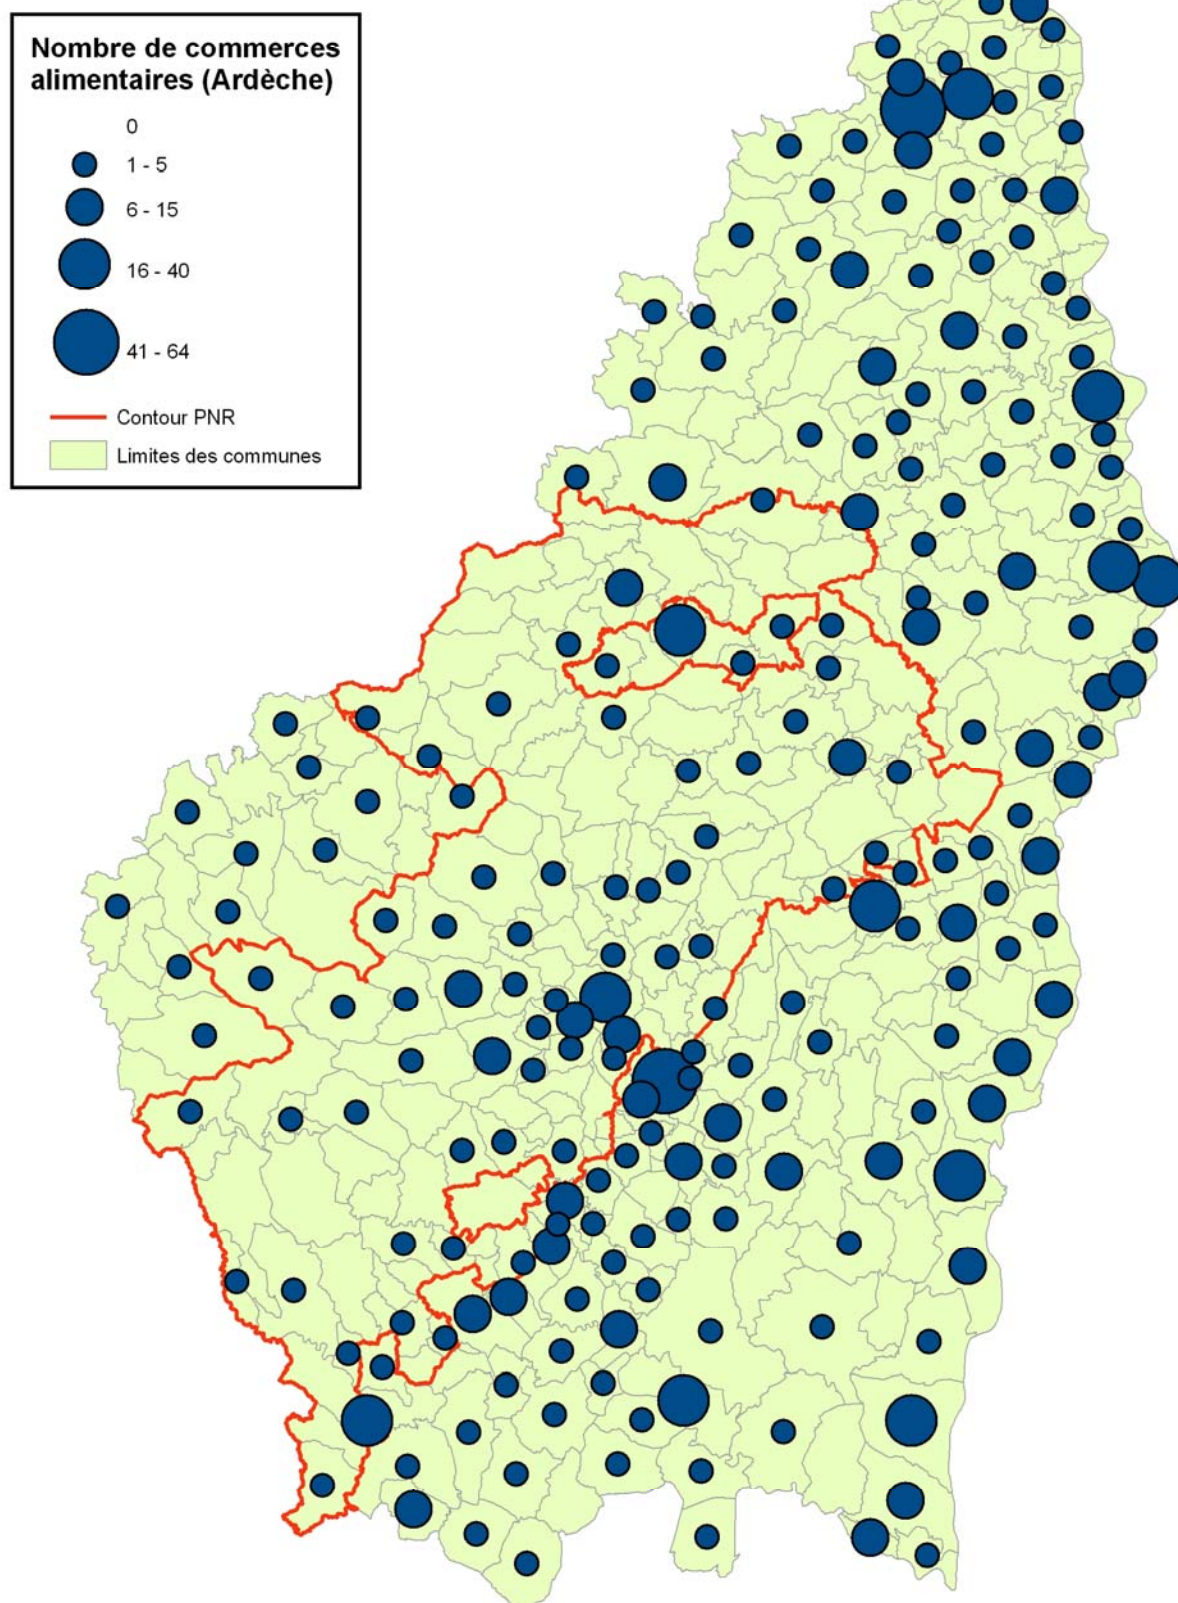 Nombre de commerces
alimentaires (Ardèche)
0
1 - 5
6 - 15
16 - 40
41 - 64
Contour PNR
Limites des communes